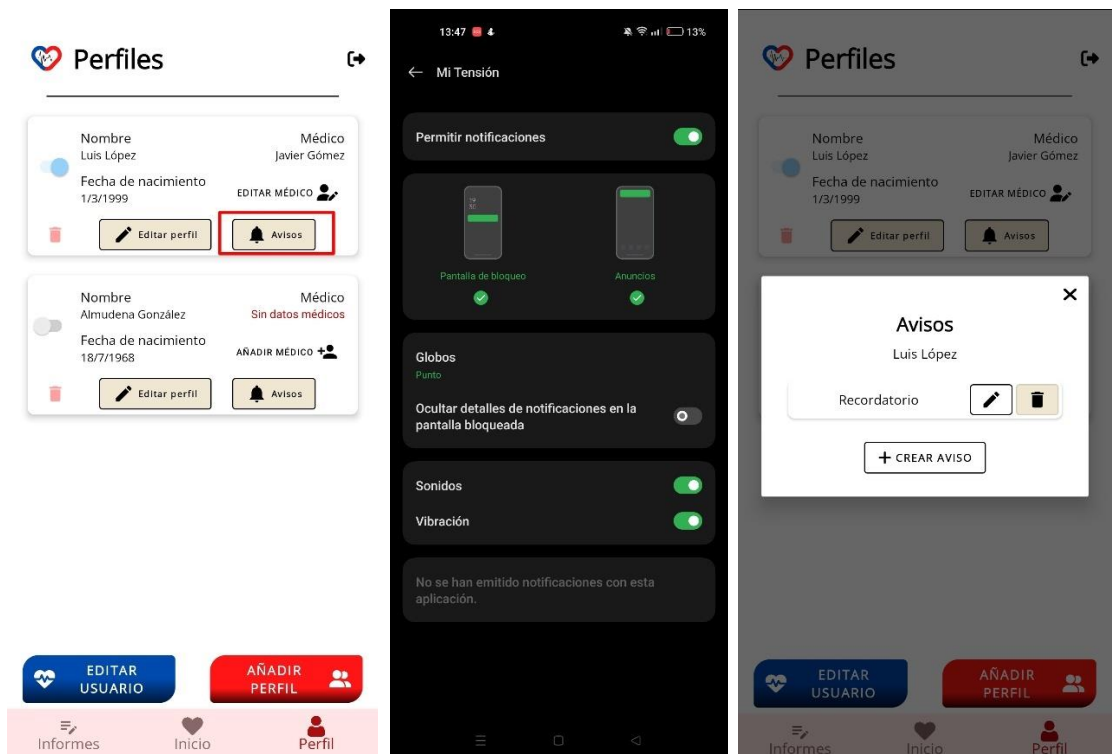 Perfiles
Nombre
Médico
Luis López
Javier Gómez
Fecha de nacimiento
1/3/1999
EDITAR MÉDICO
Editar perfil
Avisos
Nombre
Médico
Almudena González
Sin datos médicos
Fecha de nacimiento
18/7/1968
AÑADIR MÉDICO
Editar perfil
Avisos
EDITAR
USUARIO
AÑADIR
PERFIL
Informes
Inicio
Perfil
13:47
13%
Mi Tensión
Permitir notificaciones
Pantalla de bloqueo
Anuncios
Globos
Punto
Ocultar detalles de notificaciones en la
pantalla bloqueada
Sonidos
Vibración
No se han emitido notificaciones con esta
aplicación.
Perfiles
Nombre
Médico
Luis López
Javier Gómez
Fecha de nacimiento
1/3/1999
EDITAR MÉDICO
Editar perfil
Avisos
Avisos
Luis López
Recordatorio
+ CREAR AVISO
EDITAR
USUARIO
AÑADIR
PERFIL
Informes
Inicio
Perfil